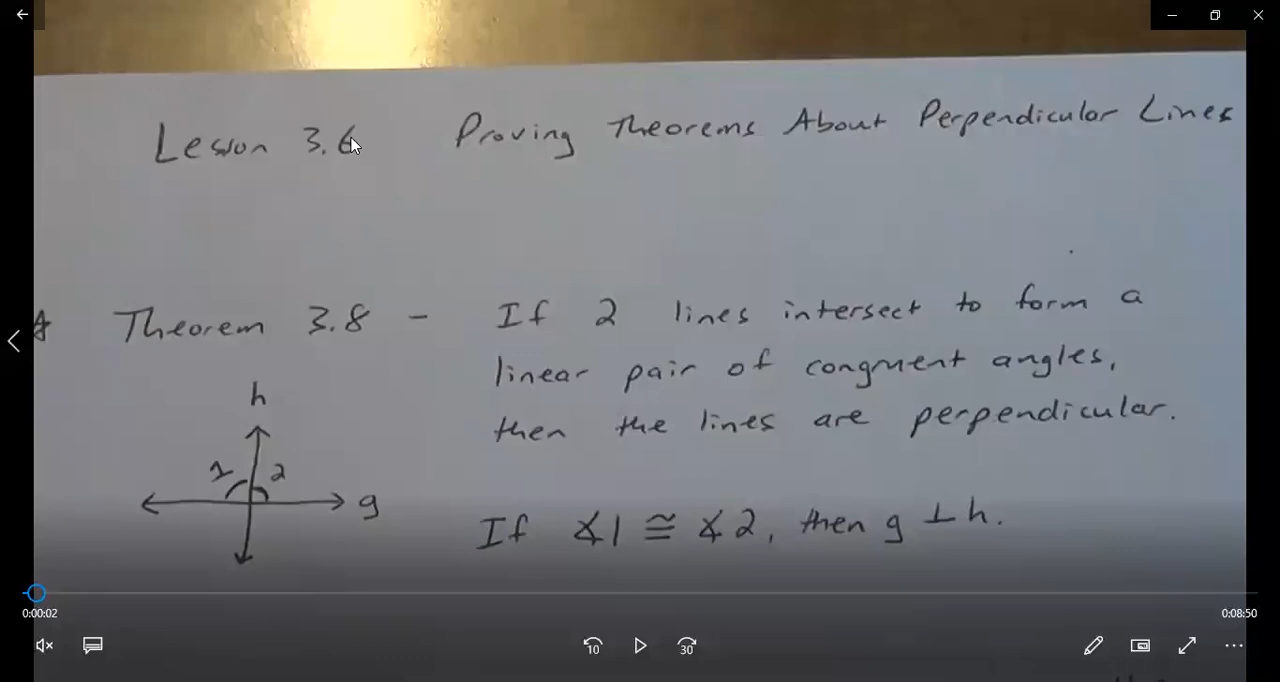 Lesson 3.6 Proving Theorems About Perpendicular Lines
Theorem 3.8 - If 2 lines intersect to form a
linear pair of congruent angles,
then the lines are perpendicular.
h
1 2
g
If ∡1 ≅ ∡2, then g ⊥ h.
0:00:02 0:08:50
10 30